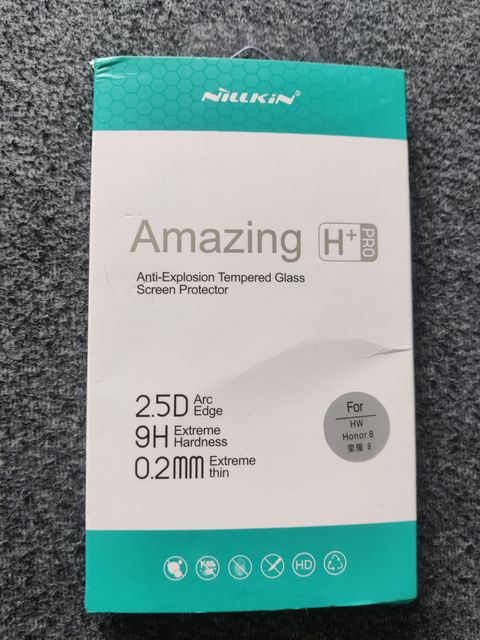 NILLKIN
Amazing H+ PRO
Anti-Explosion Tempered Glass
Screen Protector
2.5D Arc
Edge
9H Extreme
Hardness
0.2mm Extreme
thin
For
HW
Honor 8
荣耀 8
HD